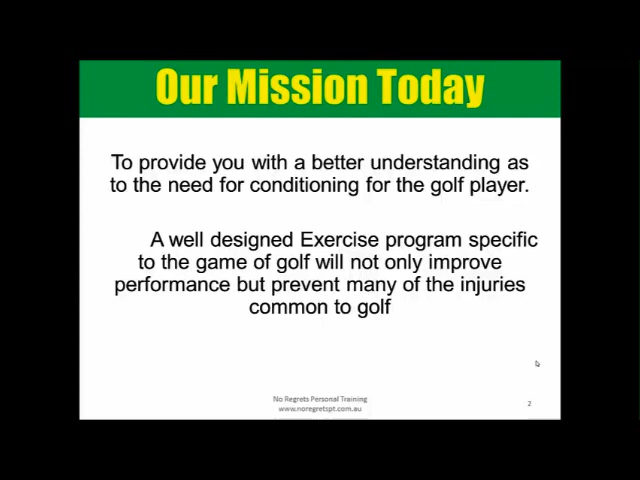 Our Mission Today
To provide you with a better understanding as
to the need for conditioning for the golf player.
A well designed Exercise program specific
to the game of golf will not only improve
performance but prevent many of the injuries
common to golf
No Regrets Personal Training
www.noregretspt.com.au
2